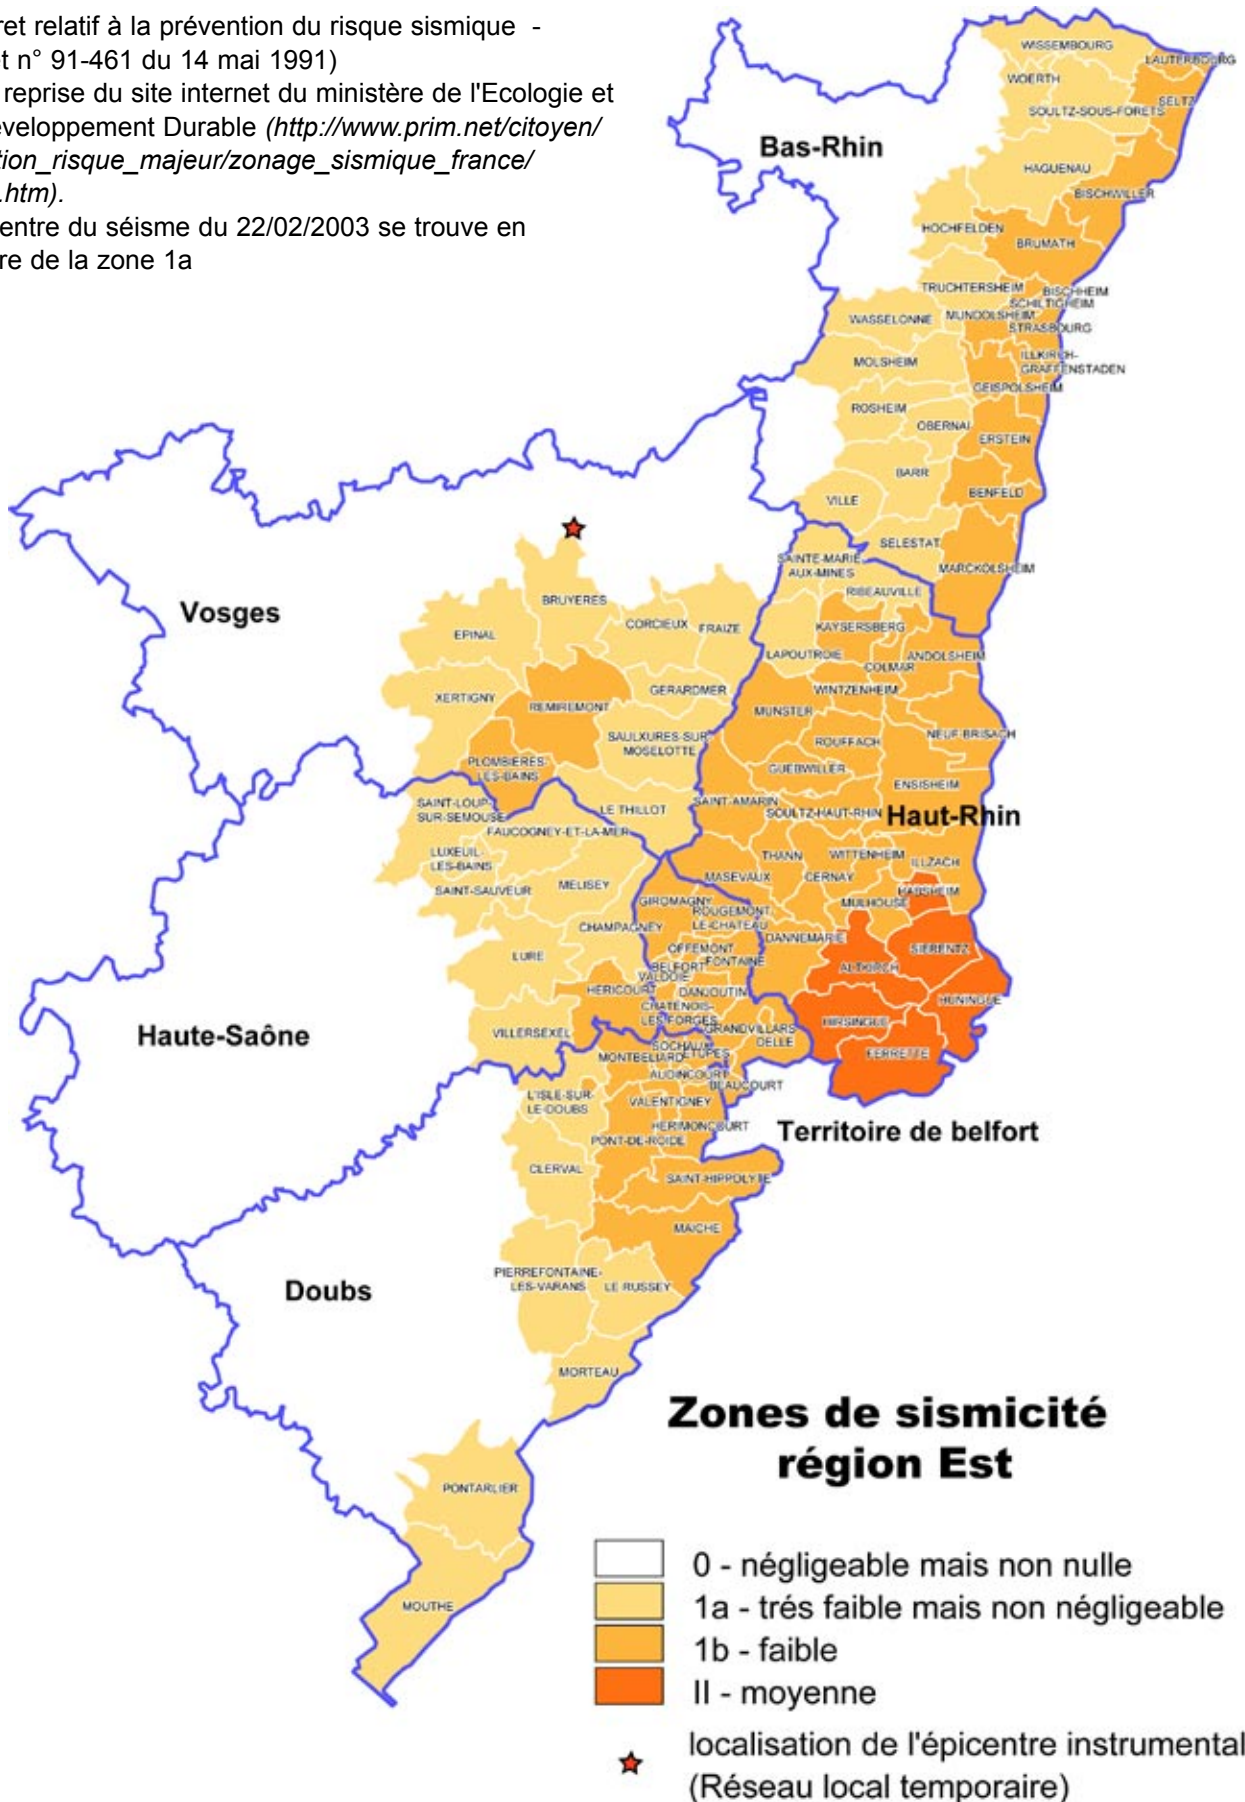 ret relatif à la prévention du risque sismique -
t n° 91-461 du 14 mai 1991)
reprise du site internet du ministère de l'Ecologie et
veloppement Durable (http://www.prim.net/citoyen/
tion_risque_majeur/zonage_sismique_france/
.htm).
entre du séisme du 22/02/2003 se trouve en
re de la zone 1a
WISSEMBOURG
LAUTERBOURG
WOERTH
SELTZ
SOULTZ-SOUS-FORETS
Bas-Rhin
HAGUENAU
BISCHWILLER
HOCHFELDEN
BRUMATH
TRUCHTERSHEIM
BISCHHEIM
SCHILTIGHEIM
WASSELONNE
MUNDOLSHEIM
STRASBOURG
MOLSHEIM
ILLKIRCH-
GRAFFENSTADEN
GEISPOLSHEIM
ROSHEIM
OBERNAI
ERSTEIN
BARR
BENFELD
VILLE
SELESTAT
SAINTE-MARIE-
AUX-MINES
MARCKOLSHEIM
RIBEAUVILLE
Vosges
BRUYERES
CORCIEUX
FRAIZE
EPINAL
KAYSERSBERG
LAPOUTROIE
ANDOLSHEIM
COLMAR
XERTIGNY
GERARDMER
WINTZENHEIM
REMIREMONT
MUNSTER
SAULXURES-SUR-
MOSELOTTE
ROUFFACH
NEUF-BRISACH
PLOMBIERES-
LES-BAINS
GUEBWILLER
ENSISHEIM
SAINT-LOUP-
SUR-SEMOUSE
LE THILLOT
SAINT-AMARIN
SOULTZ-HAUT-RHIN
Haut-Rhin
FAUCOGNEY-ET-LA-MER
LUXEUIL-
LES-BAINS
THANN
WITTENHEIM
ILLZACH
SAINT-SAUVEUR
MELISEY
MASEVAUX
CERNAY
HABSHEIM
MULHOUSE
GIROMAGNY
ROUGEMONT-
LE-CHATEAU
CHAMPAGNEY
DANNEMARIE
OFFEMONT
SIERENTZ
LURE
FONTAINE
BELFORT
VALDOIE
ALTKIRCH
HERICOURT
DANJOUTIN
HUNINGUE
CHATENOIS-
LES-FORGES
HIRSINGUE
VILLERSEXEL
GRANDVILLARS
DELLE
Haute-Saône
SOCHAUX
ETUPES
MONTBELIARD
FERRETTE
AUDINCOURT
BEAUCOURT
L'ISLE-SUR-
LE-DOUBS
VALENTIGNEY
HERIMONCOURT
Territoire de belfort
PONT-DE-ROIDE
CLERVAL
SAINT-HIPPOLYTE
MAICHE
Doubs
PIERREFONTAINE-
LES-VARANS
LE RUSSEY
MORTEAU
Zones de sismicité
région Est
PONTARLIER
MOUTHE
0 - négligeable mais non nulle
1a - trés faible mais non négligeable
1b - faible
II - moyenne
localisation de l'épicentre instrumental
(Réseau local temporaire)